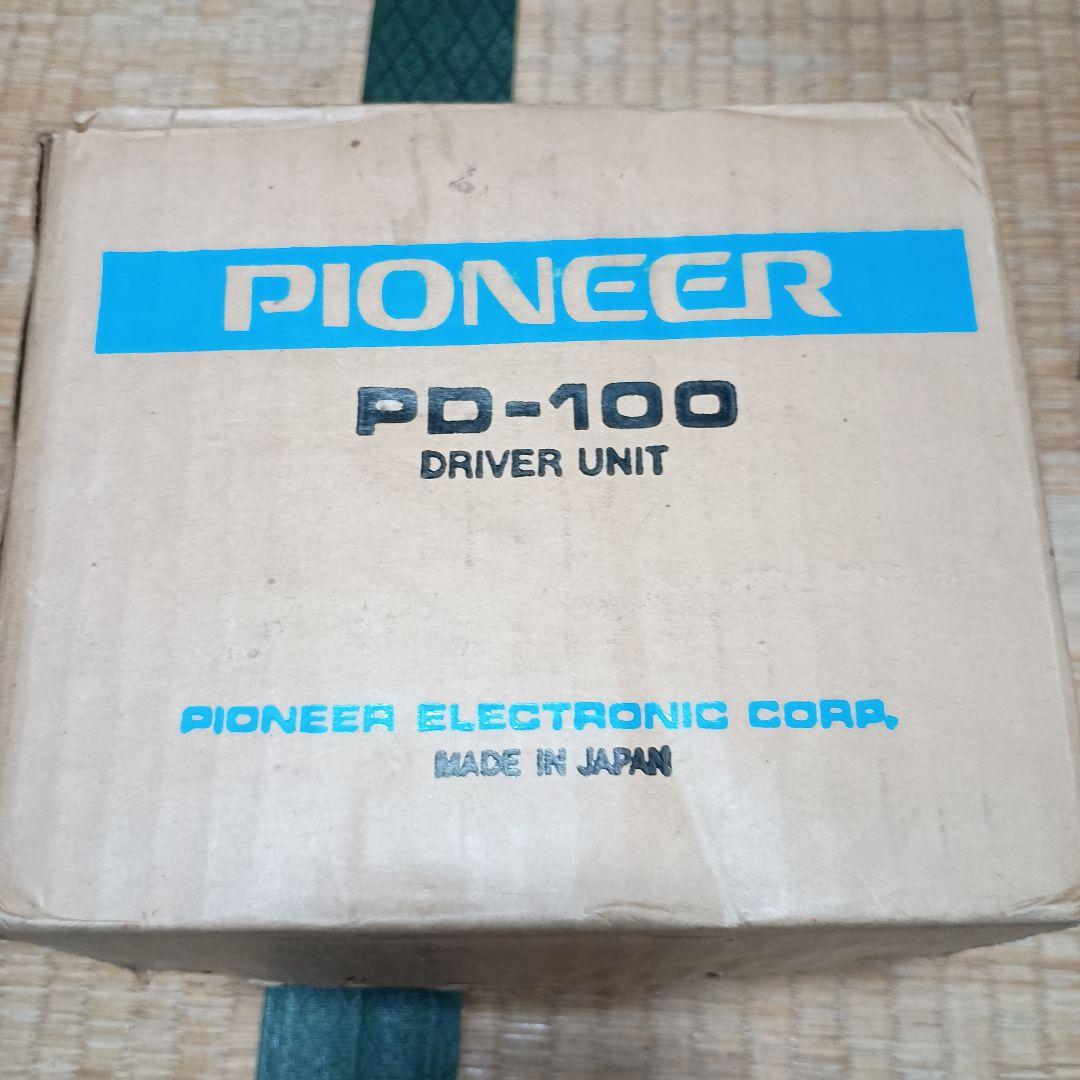 PIONEER
PD-100
DRIVER UNIT
PIONEER ELECTRONIC CORP.
MADE IN JAPAN